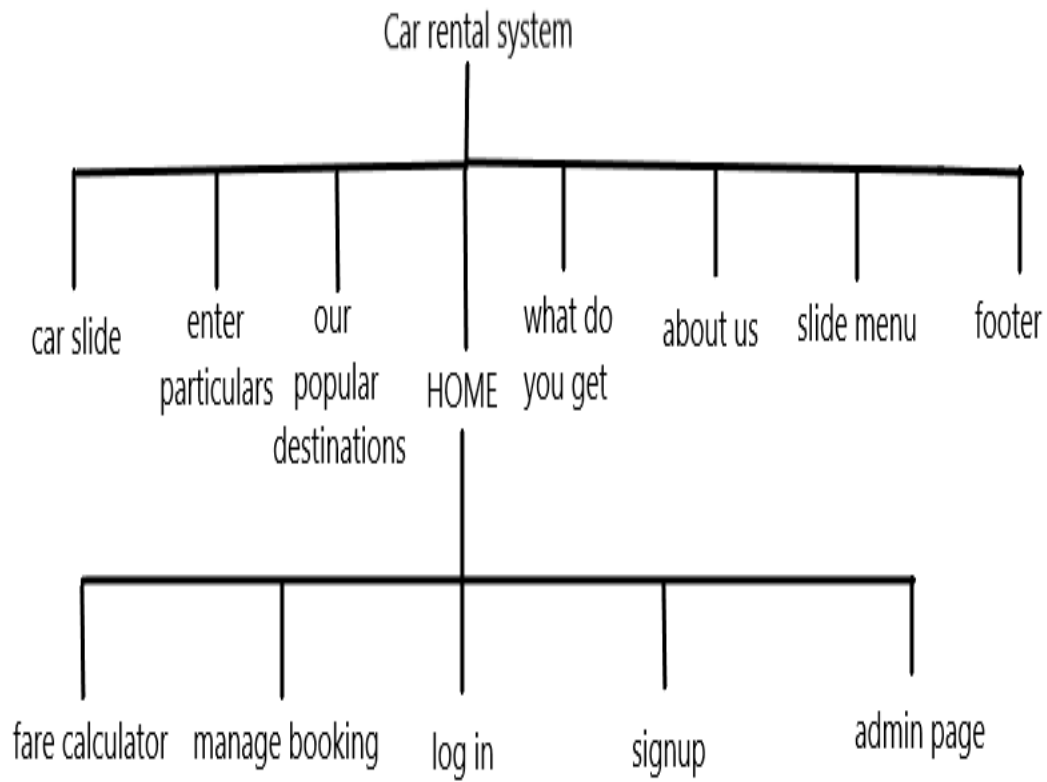 Car rental system
car slide
enter
particulars
our
popular
destinations
HOME
what do
you get
about us
slide menu
footer
fare calculator
manage booking
log in
signup
admin page